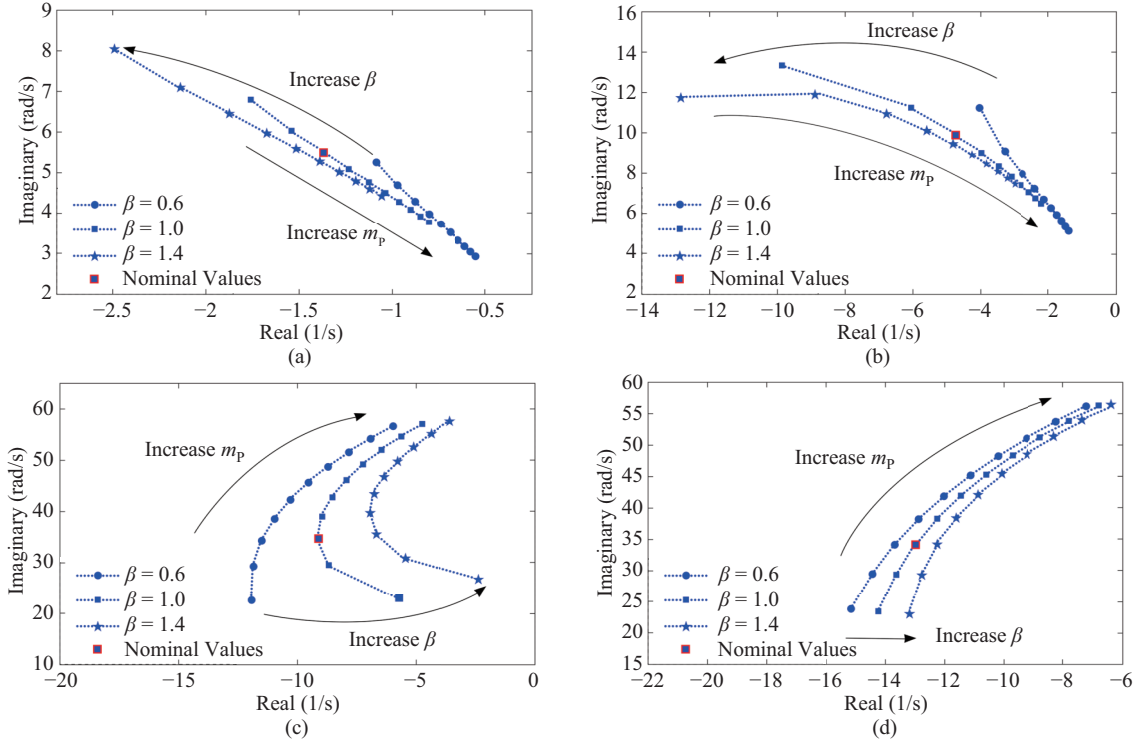 9
8
7
6
5
4
3
2
Imaginary (rad/s)
Increase β
Increase mP
β = 0.6
β = 1.0
β = 1.4
Nominal Values
−2.5 −2 −1.5 −1 −0.5
Real (1/s)
(a)
16
14
12
10
8
6
4
2
Imaginary (rad/s)
Increase β
Increase mP
β = 0.6
β = 1.0
β = 1.4
Nominal Values
−14 −12 −10 −8 −6 −4 −2 0
Real (1/s)
(b)
60
50
40
30
20
10
Imaginary (rad/s)
Increase mP
β = 0.6
β = 1.0
β = 1.4
Nominal Values
Increase β
−20 −15 −10 −5 0
Real (1/s)
(c)
60
55
50
45
40
35
30
25
20
15
Imaginary (rad/s)
Increase mP
β = 0.6
β = 1.0
β = 1.4
Nominal Values
Increase β
−22 −20 −18 −16 −14 −12 −10 −8 −6
Real (1/s)
(d)